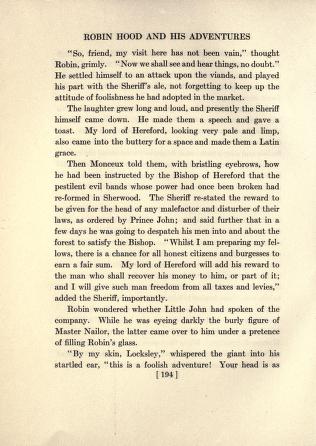 ROBIN HOOD AND HIS ADVENTURES
"So, friend, my visit here has not been vain," thought
Robin, grimly. "Now we shall see and hear things, no doubt."
He settled himself to an attack upon the viands, and played
his part with the Sheriff's ale, not forgetting to keep up the
attitude of foolishness he had adopted in the market.
The laughter grew long and loud, and presently the Sheriff
himself came down. He made them a speech and gave a
toast. My lord of Hereford, looking very pale and limp,
also came into the buttery for a space and made them a Latin
grace.
Then Monceux told them, with bristling eyebrows, how
he had been instructed by the Bishop of Hereford that the
pestilent evil bands whose power had once been broken had
re-formed in Sherwood. The Sheriff re-stated the reward to
be given for the head of any malefactor and disturber of their
laws, as ordered by Prince John; and said further that in a
few days he was going to despatch his men into and about the
forest to satisfy the Bishop. "Whilst I am preparing my fel-
lows, there is a chance for all honest citizens and burgesses to
earn a fair sum. My lord of Hereford will add his reward to
the man who shall recover his money to him, or part of it;
and I will give such man freedom from all taxes and levies,"
added the Sheriff, importantly.
Robin wondered whether Little John had spoken of the
company. While he was eyeing darkly the burly figure of
Master Nailor, the latter came over to him under a pretence
of filling Robin's glass.
"By my skin, Locksley," whispered the giant into his
startled ear, "this is a foolish adventure! Your head is as
[ 194 ]